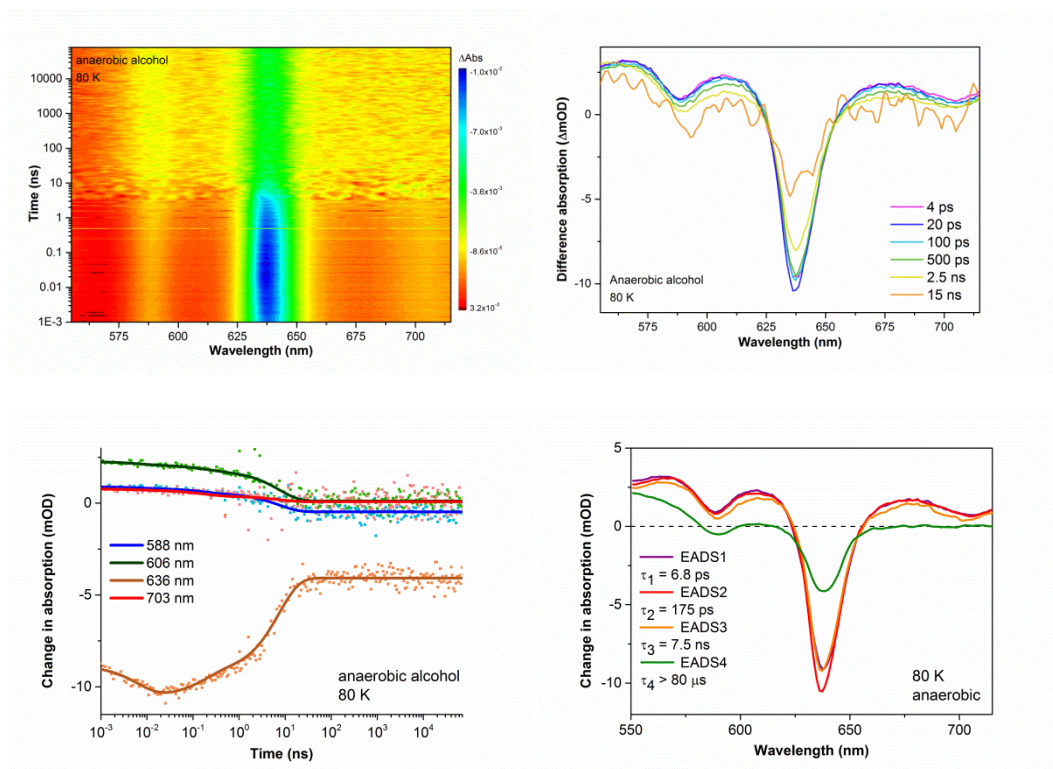 anaerobic alcohol
80 K
ΔAbs
-1.0x10⁻²
-7.0x10⁻³
-3.6x10⁻³
-8.6x10⁻⁵
3.2x10⁻³
10000
1000
100
10
1
0.1
0.01
1E-3
Time (ns)
575 600 625 650 675 700
Wavelength (nm)
Difference absorption (ΔmOD)
0
-5
-10
4 ps
20 ps
100 ps
500 ps
2.5 ns
15 ns
Anaerobic alcohol
80 K
575 600 625 650 675 700
Wavelength (nm)
Change in absorption (mOD)
0
-5
-10
588 nm
606 nm
636 nm
703 nm
anaerobic alcohol
80 K
10⁻³ 10⁻² 10⁻¹ 10⁰ 10¹ 10² 10³ 10⁴
Time (ns)
Change in absorption (mOD)
5
0
-5
-10
EADS1
τ₁ = 6.8 ps
EADS2
τ₂ = 175 ps
EADS3
τ₃ = 7.5 ns
EADS4
τ₄ > 80 μs
80 K
anaerobic
550 600 650 700
Wavelength (nm)